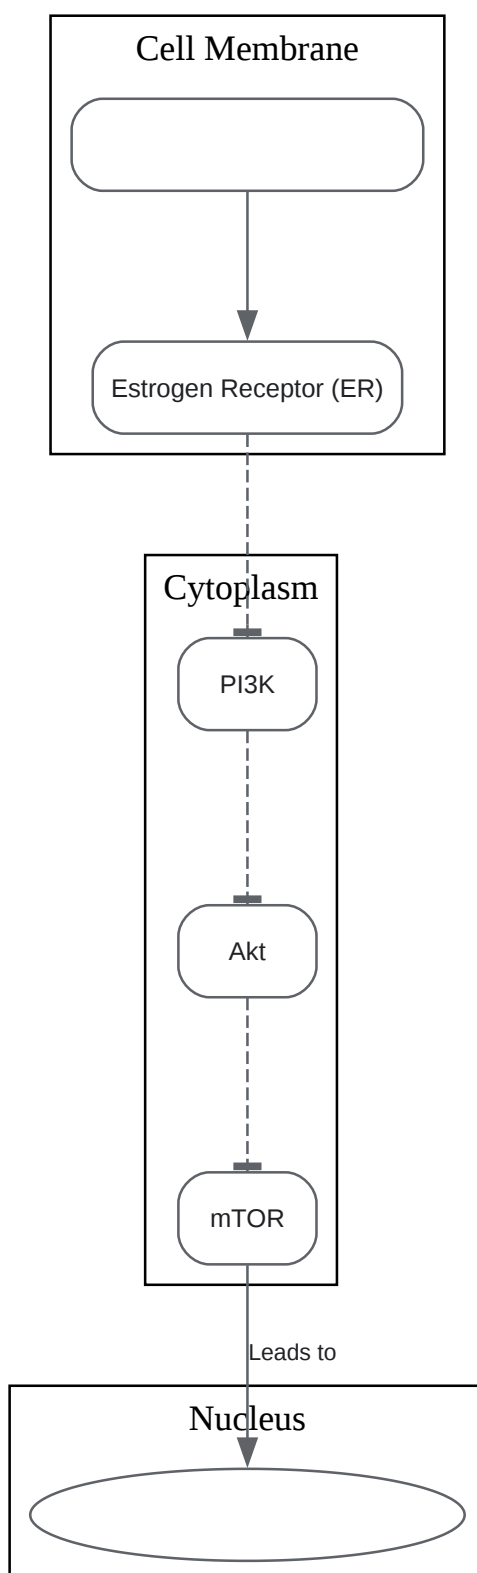 Cell Membrane
Estrogen Receptor (ER)
Cytoplasm
PI3K
Akt
mTOR
Leads to
Nucleus